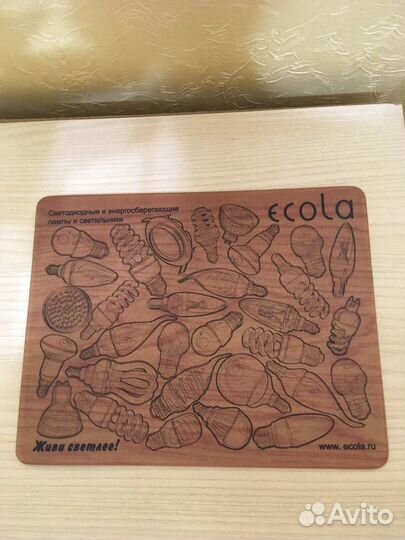 Светодиодные и энергосберегающие
лампы и светильники
ecola
Живи светлее!
www. ecola.ru
Avito